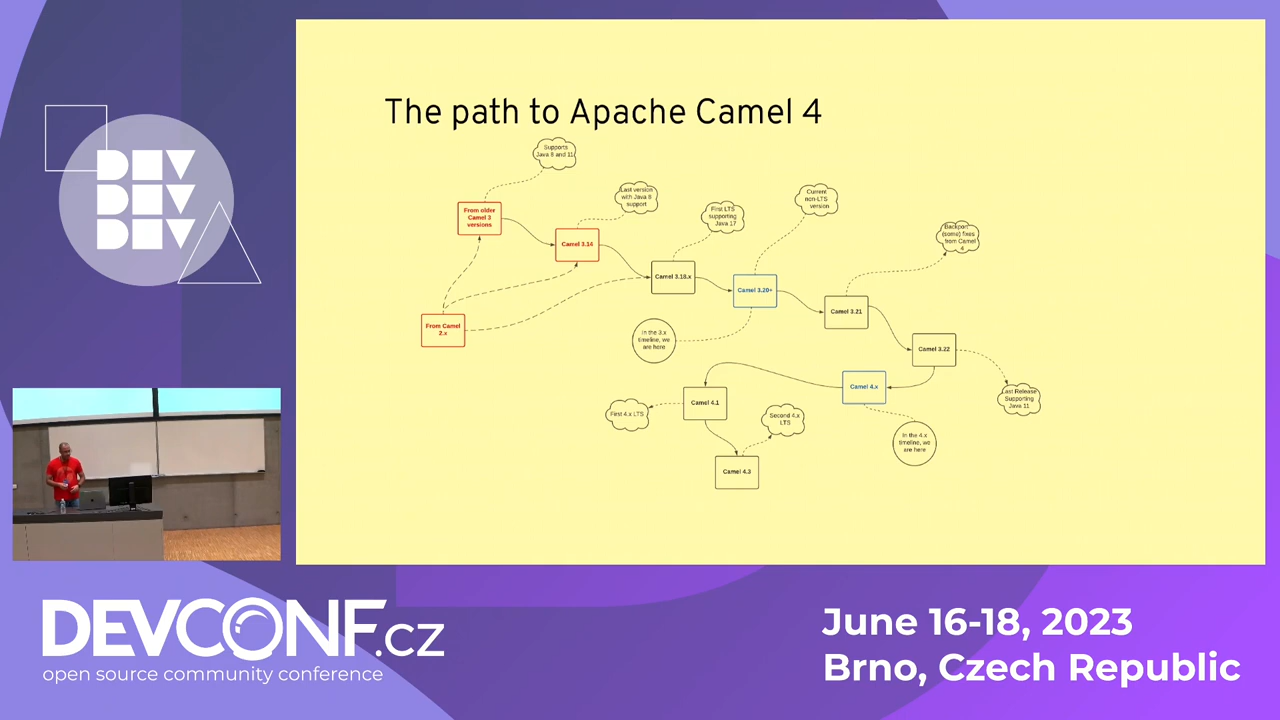 The path to Apache Camel 4
Supports
Java 8 and 11
Last version
with Java 8
support
First LTS
supporting
Java 17
Current
non-LTS
version
Backport
(some) fixes
from Camel
4
From older
Camel 3
versions
Camel 3.14
Camel 3.18.x
Camel 3.20+
Camel 3.21
Camel 3.22
From Camel
2.x
In the 3.x
timeline, we
are here
Camel 4.x
Last Release
Supporting
Java 11
Camel 4.1
First 4.x LTS
Second 4.x
LTS
In the 4.x
timeline, we
are here
Camel 4.3
DEV
DEV
DEV
DEVCONF.cz
open source community conference
June 16-18, 2023
Brno, Czech Republic